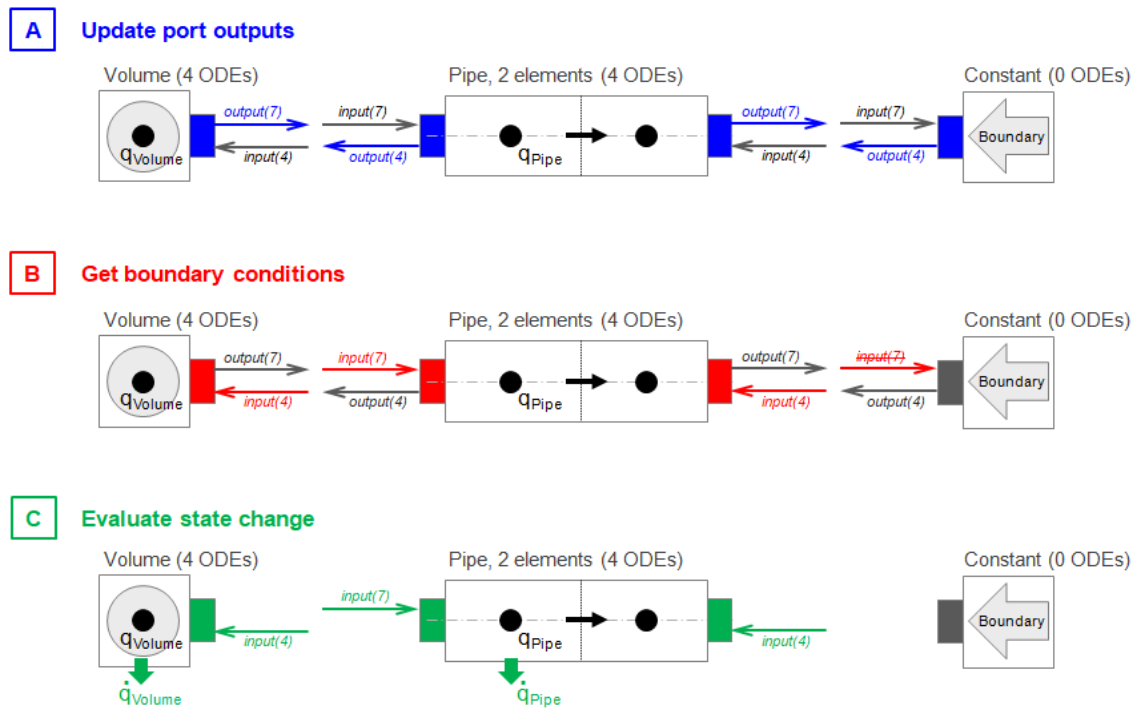 A Update port outputs
Volume (4 ODEs) Pipe, 2 elements (4 ODEs) Constant (0 ODEs)
output(7) input(7) output(7) input(7)
qVolume qPipe Boundary
input(4) output(4) input(4) output(4)
B Get boundary conditions
Volume (4 ODEs) Pipe, 2 elements (4 ODEs) Constant (0 ODEs)
output(7) input(7) output(7) input(7)
qVolume qPipe Boundary
input(4) output(4) input(4) output(4)
C Evaluate state change
Volume (4 ODEs) Pipe, 2 elements (4 ODEs) Constant (0 ODEs)
input(7)
qVolume input(4) qPipe input(4) Boundary
q̇Volume q̇Pipe